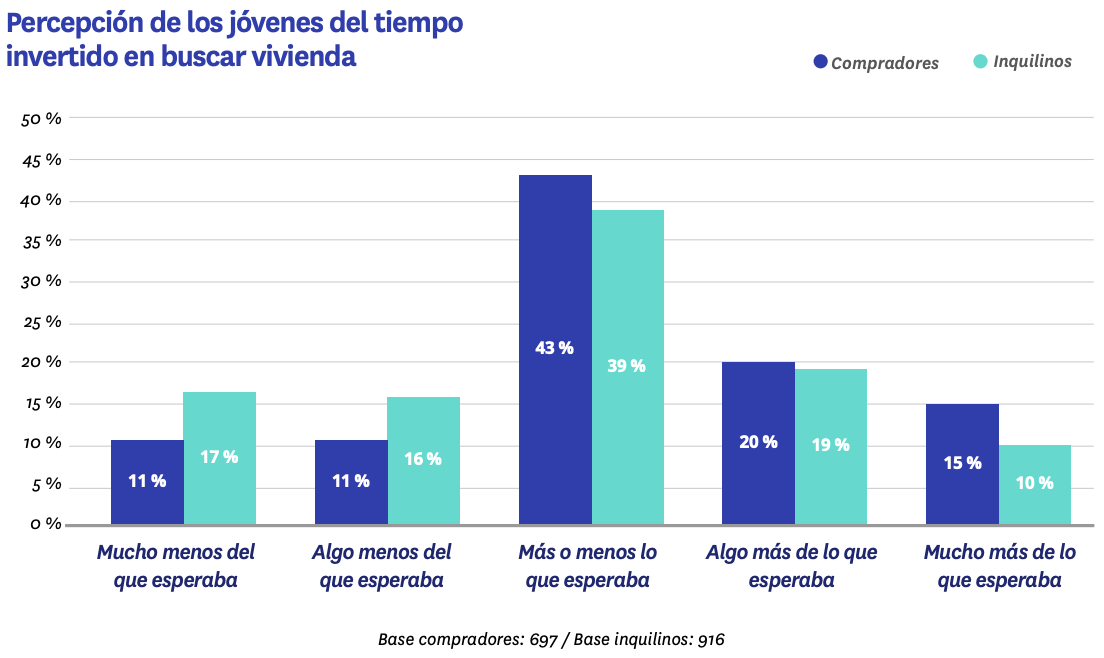 Percepción de los jóvenes del tiempo
invertido en buscar vivienda
Compradores
Inquilinos
50 %
45 %
40 %
35 %
30 %
25 %
20 %
15 %
10 %
5 %
0 %
11 %
17 %
11 %
16 %
43 %
39 %
20 %
19 %
15 %
10 %
Mucho menos del
que esperaba
Algo menos del
que esperaba
Más o menos lo
que esperaba
Algo más de lo que
esperaba
Mucho más de lo
que esperaba
Base compradores: 697 / Base inquilinos: 916